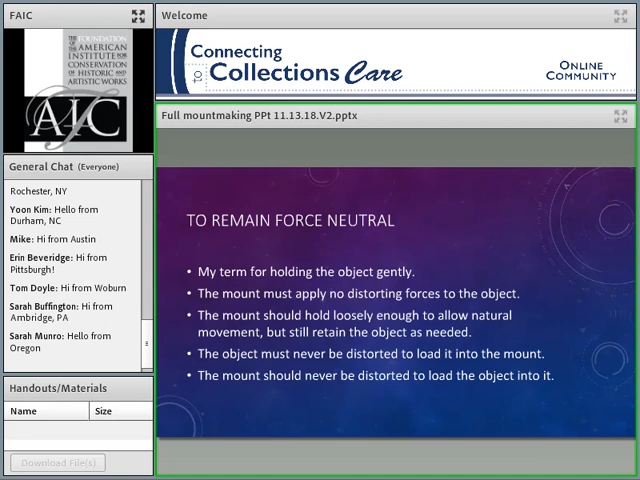 FAIC
THE FOUNDATION
OF THE
AMERICAN
INSTITUTE FOR
CONSERVATION
OF HISTORIC AND
ARTISTIC WORKS
AIC
General Chat (Everyone)
Rochester, NY
Yoon Kim: Hello from
Durham, NC
Mike: Hi from Austin
Erin Beveridge: Hi from
Pittsburgh!
Tom Doyle: Hi from Woburn
Sarah Buffington: Hi from
Ambridge, PA
Sarah Munro: Hello from
Oregon
Handouts/Materials
Name Size
Download File(s)
Welcome
Connecting
to Collections Care
ONLINE
COMMUNITY
Full mountmaking PPt 11.13.18.V2.pptx
TO REMAIN FORCE NEUTRAL
• My term for holding the object gently.
• The mount must apply no distorting forces to the object.
• The mount should hold loosely enough to allow natural
movement, but still retain the object as needed.
• The object must never be distorted to load it into the mount.
• The mount should never be distorted to load the object into it.